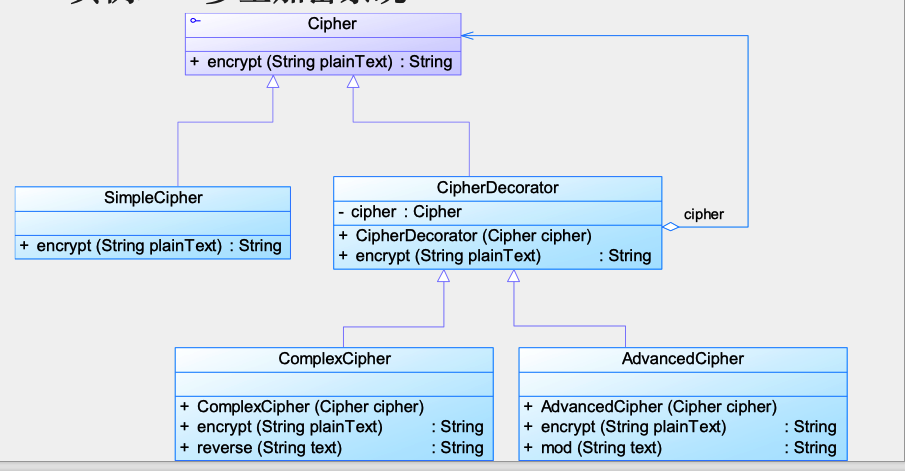 Cipher
+ encrypt (String plainText) : String
SimpleCipher
+ encrypt (String plainText) : String
CipherDecorator
- cipher : Cipher
+ CipherDecorator (Cipher cipher)
+ encrypt (String plainText) : String
cipher
ComplexCipher
+ ComplexCipher (Cipher cipher)
+ encrypt (String plainText) : String
+ reverse (String text) : String
AdvancedCipher
+ AdvancedCipher (Cipher cipher)
+ encrypt (String plainText) : String
+ mod (String text) : String